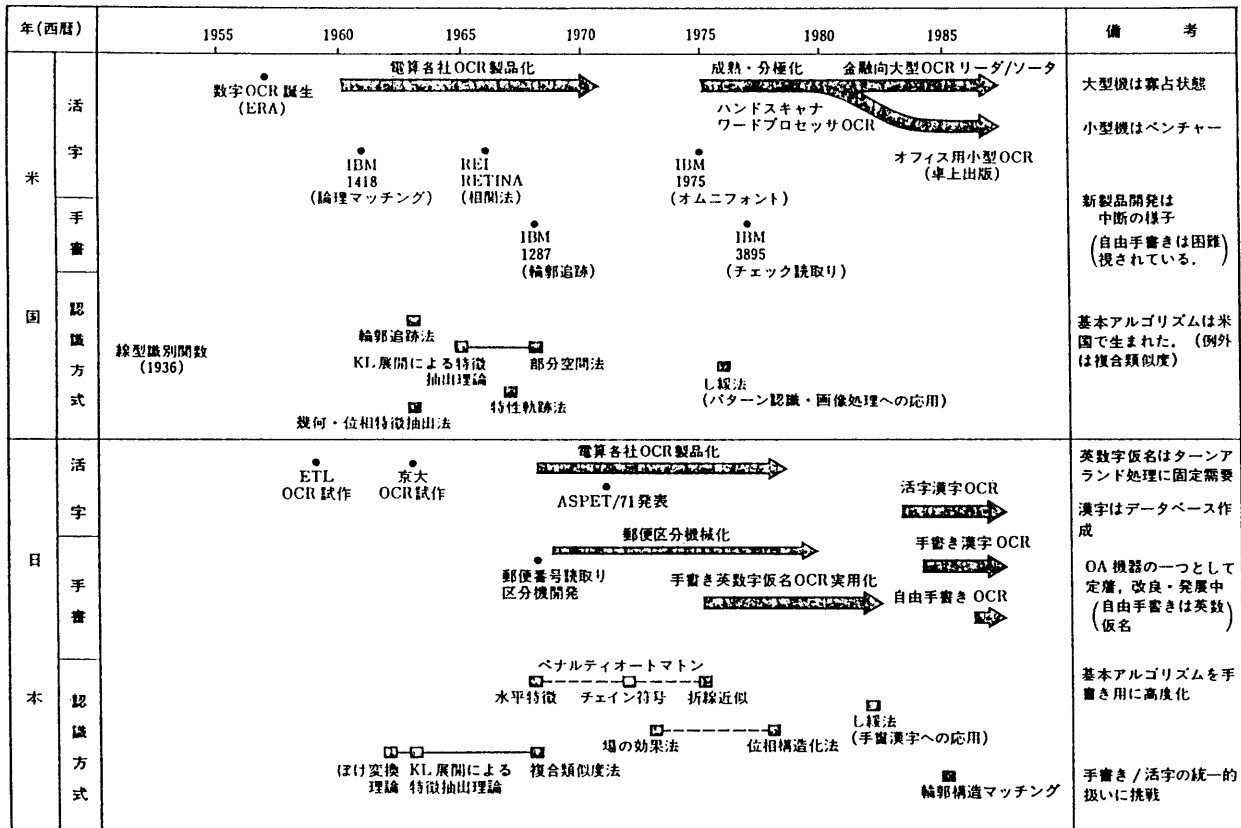 年(西暦)
1955 1960 1965 1970 1975 1980 1985
備 考
米国
活字
電算各社OCR製品化
成熟・分極化
金融向大型OCRリーダ/ソータ
大型機は寡占状態
数字OCR誕生
(ERA)
ハンドスキャナ
ワードプロセッサOCR
小型機はベンチャー
オフィス用小型OCR
(卓上出版)
IBM
1418
(論理マッチング)
REI
RETINA
(相関法)
IBM
1975
(オムニフォント)
手書
IBM
1287
(輪郭追跡)
IBM
3895
(チェック読取り)
新製品開発は
中断の様子
(自由手書きは困難
視されている.)
認識方式
線型識別関数
(1936)
輪郭追跡法
KL展開による特徴
抽出理論
部分空間法
特性軌跡法
幾何・位相特徴抽出法
し緩法
(パターン認識・画像処理への応用)
基本アルゴリズムは米
国で生まれた. (例外
は複合類似度)
日本
活字
ETL
OCR試作
京大
OCR試作
電算各社OCR製品化
ASPET/71発表
活字漢字OCR
英数字仮名はターンア
ランド処理に固定需要
漢字はデータベース作
成
手書
郵便区分機械化
郵便番号読取り
区分機開発
手書き英数字仮名OCR実用化
手書き漢字OCR
自由手書きOCR
OA機器の一つとして
定着,改良・発展中
(自由手書きは英数
仮名)
認識方式
ペナルティオートマトン
水平特徴
チェイン符号
折線近似
場の効果法
位相構造化法
し緩法
(手書漢字への応用)
ぼけ変換
理論
KL展開による
特徴抽出理論
複合類似度法
輪郭構造マッチング
基本アルゴリズムを手
書き用に高度化
手書き/活字の統一的
扱いに挑戦